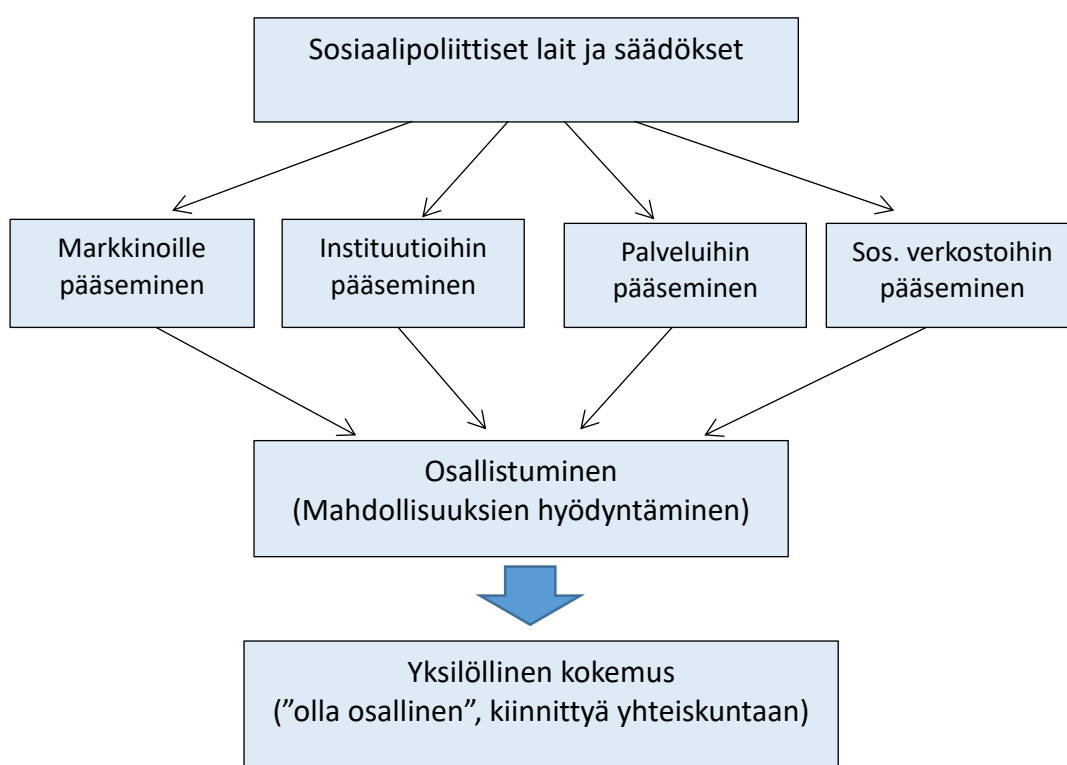 Sosiaalipoliittiset lait ja säädökset
Markkinoille
pääseminen
Instituutioihin
pääseminen
Palveluihin
pääseminen
Sos. verkostoihin
pääseminen
Osallistuminen
(Mahdollisuuksien hyödyntäminen)
Yksilöllinen kokemus
(”olla osallinen”, kiinnittyä yhteiskuntaan)